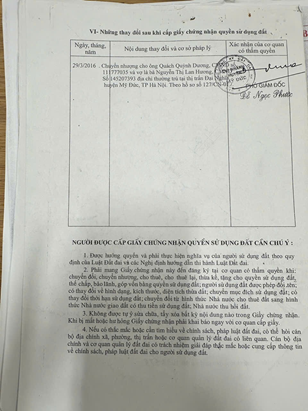 VI- Những thay đổi sau khi cấp giấy chứng nhận quyền sử dụng đất.
Ngày, tháng, năm
Nội dung thay đổi và cơ sở pháp lý
Xác nhận của cơ quan có thẩm quyền
29/3/2016
Chuyển nhượng cho Quách Quỳnh Dương,
111777035 và vợ là bà Nguyễn Thị Lan Hương,
Số 145207393 địa chỉ thường trú tại thị trấn Đại Nghĩa
huyện Mỹ Đức, TP Hà Nội. Theo hồ sơ số 127/
PHÓ GIÁM ĐỐC
Đỗ Ngọc Phước
NGƯỜI ĐƯỢC CẤP GIẤY CHỨNG NHẬN QUYỀN SỬ DỤNG ĐẤT CẦN CHÚ Ý :
1. Được hưởng quyền và phải thực hiện nghĩa vụ của người sử dụng đất theo quy
định của Luật Đất đai và các Nghị định hướng dẫn thi hành Luật Đất đai.
2. Phải mang Giấy chứng nhận này đến đăng ký tại cơ quan có thẩm quyền khi:
chuyển đổi, chuyển nhượng, cho thuê, cho thuê lại, thừa kế, tặng cho quyền sử dụng đất,
thế chấp, bảo lãnh, góp vốn bằng quyền sử dụng đất; người sử dụng đất được phép đổi tên;
có thay đổi về hình dạng, kích thước, diện tích thửa đất; chuyển mục đích sử dụng đất; có
thay đổi thời hạn sử dụng đất; chuyển đổi từ hình thức Nhà nước cho thuê đất sang hình
thức Nhà nước giao đất có thu tiền sử dụng đất; Nhà nước thu hồi đất.
3. Không được tự ý sửa chữa, tẩy xóa bất kỳ nội dung nào trong Giấy chứng nhận.
Khi bị mất hoặc hư hỏng Giấy chứng nhận phải khai báo ngay với cơ quan cấp giấy.
4. Nếu có thắc mắc hoặc cần tìm hiểu về chính sách, pháp luật đất đai, có thể hỏi cán
bộ địa chính xã, phường, thị trấn hoặc cơ quan quản lý đất đai có liên quan. Cán bộ địa
chính và cơ quan quản lý đất đai có trách nhiệm giải đáp thắc mắc hoặc cung cấp thông tin
về chính sách, pháp luật đất đai cho người sử dụng đất.